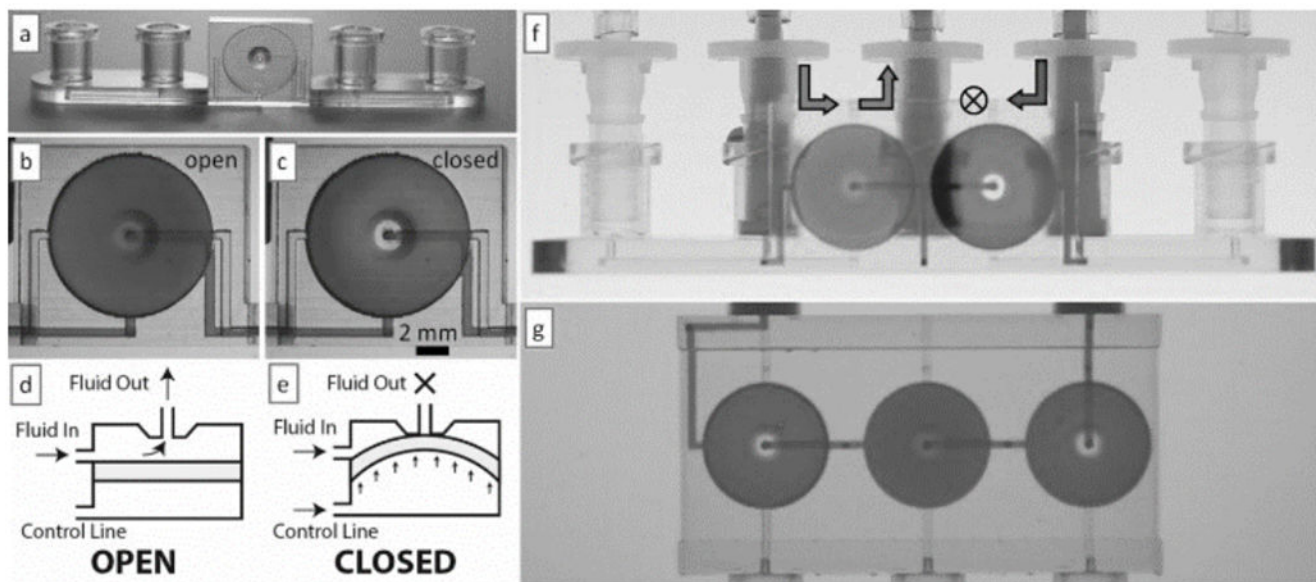 a
b
open
c
closed
2 mm
d
Fluid Out
Fluid In
Control Line
OPEN
e
Fluid Out
Fluid In
Control Line
CLOSED
f
g